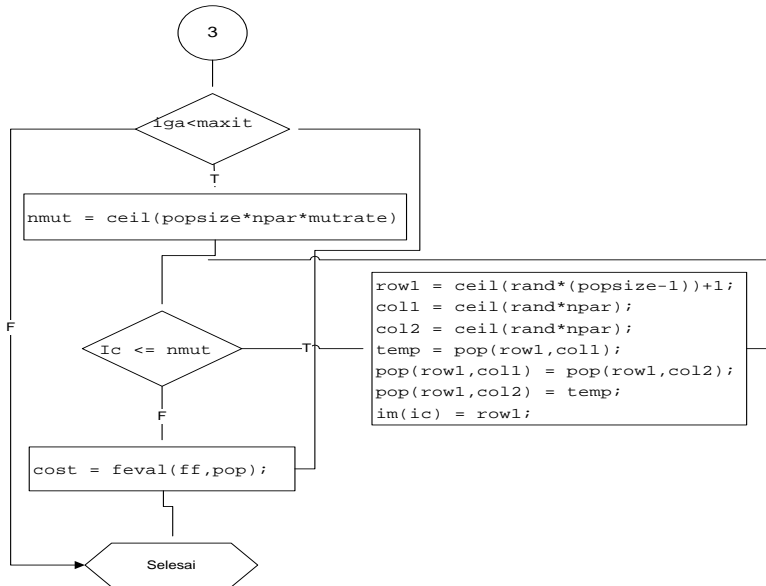 3
iga<maxit
T
nmut = ceil(popsize*npar*mutrate)
F
Ic <= nmut
T
row1 = ceil(rand*(popsize-1))+1;
col1 = ceil(rand*npar);
col2 = ceil(rand*npar);
temp = pop(row1,col1);
pop(row1,col1) = pop(row1,col2);
pop(row1,col2) = temp;
im(ic) = row1;
F
cost = feval(ff,pop);
Selesai